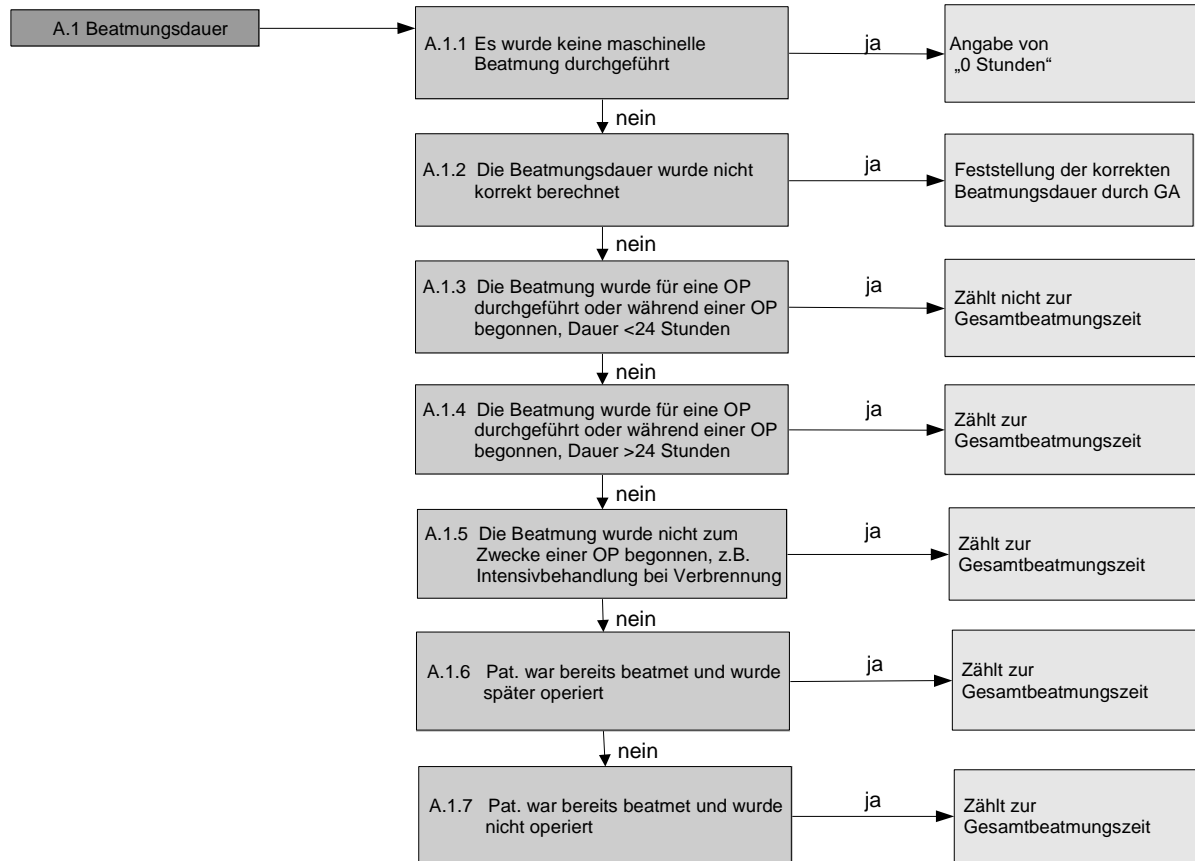 A.1 Beatmungsdauer
A.1.1 Es wurde keine maschinelle
Beatmung durchgeführt
ja
Angabe von
„0 Stunden“
nein
A.1.2 Die Beatmungsdauer wurde nicht
korrekt berechnet
ja
Feststellung der korrekten
Beatmungsdauer durch GA
nein
A.1.3 Die Beatmung wurde für eine OP
durchgeführt oder während einer OP
begonnen, Dauer <24 Stunden
ja
Zählt nicht zur
Gesamtbeatmungszeit
nein
A.1.4 Die Beatmung wurde für eine OP
durchgeführt oder während einer OP
begonnen, Dauer >24 Stunden
ja
Zählt zur
Gesamtbeatmungszeit
nein
A.1.5 Die Beatmung wurde nicht zum
Zwecke einer OP begonnen, z.B.
Intensivbehandlung bei Verbrennung
ja
Zählt zur
Gesamtbeatmungszeit
nein
A.1.6 Pat. war bereits beatmet und wurde
später operiert
ja
Zählt zur
Gesamtbeatmungszeit
nein
A.1.7 Pat. war bereits beatmet und wurde
nicht operiert
ja
Zählt zur
Gesamtbeatmungszeit